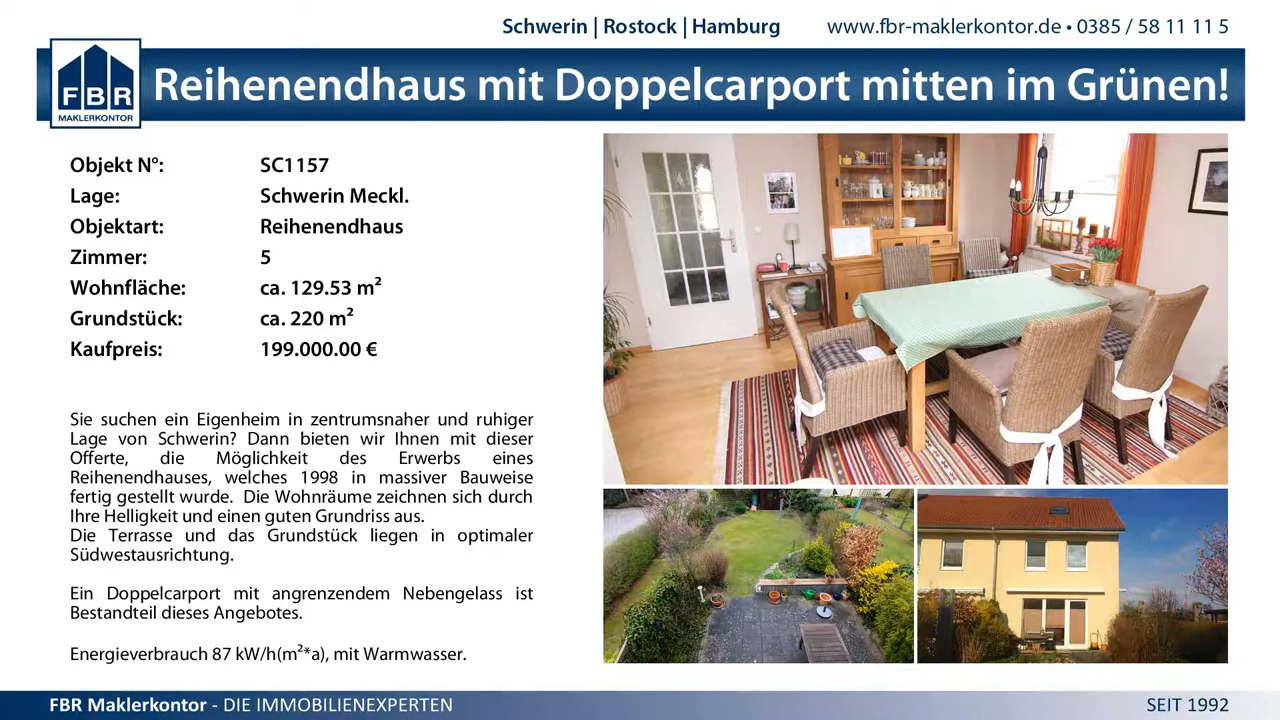 Schwerin | Rostock | Hamburg www.fbr-maklerkontor.de • 0385 / 58 11 11 5
FBR
MAKLERKONTOR
Reihenendhaus mit Doppelcarport mitten im Grünen!
Objekt N°: SC1157
Lage: Schwerin Meckl.
Objektart: Reihenendhaus
Zimmer: 5
Wohnfläche: ca. 129.53 m²
Grundstück: ca. 220 m²
Kaufpreis: 199.000.00 €
Sie suchen ein Eigenheim in zentrumsnaher und ruhiger
Lage von Schwerin? Dann bieten wir Ihnen mit dieser
Offerte, die Möglichkeit des Erwerbs eines
Reihenendhauses, welches 1998 in massiver Bauweise
fertig gestellt wurde. Die Wohnräume zeichnen sich durch
Ihre Helligkeit und einen guten Grundriss aus.
Die Terrasse und das Grundstück liegen in optimaler
Südwestausrichtung.
Ein Doppelcarport mit angrenzendem Nebengelass ist
Bestandteil dieses Angebotes.
Energieverbrauch 87 kW/h(m²*a), mit Warmwasser.
FBR Maklerkontor - DIE IMMOBILIENEXPERTEN SEIT 1992